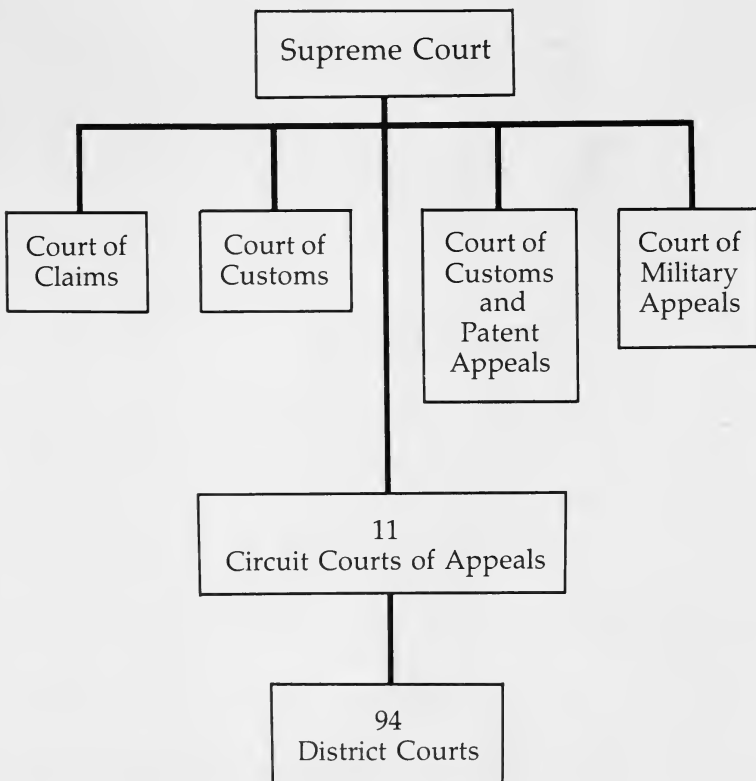 Supreme Court
Court of
Claims
Court of
Customs
Court of
Customs
and
Patent
Appeals
Court of
Military
Appeals
11
Circuit Courts of Appeals
94
District Courts